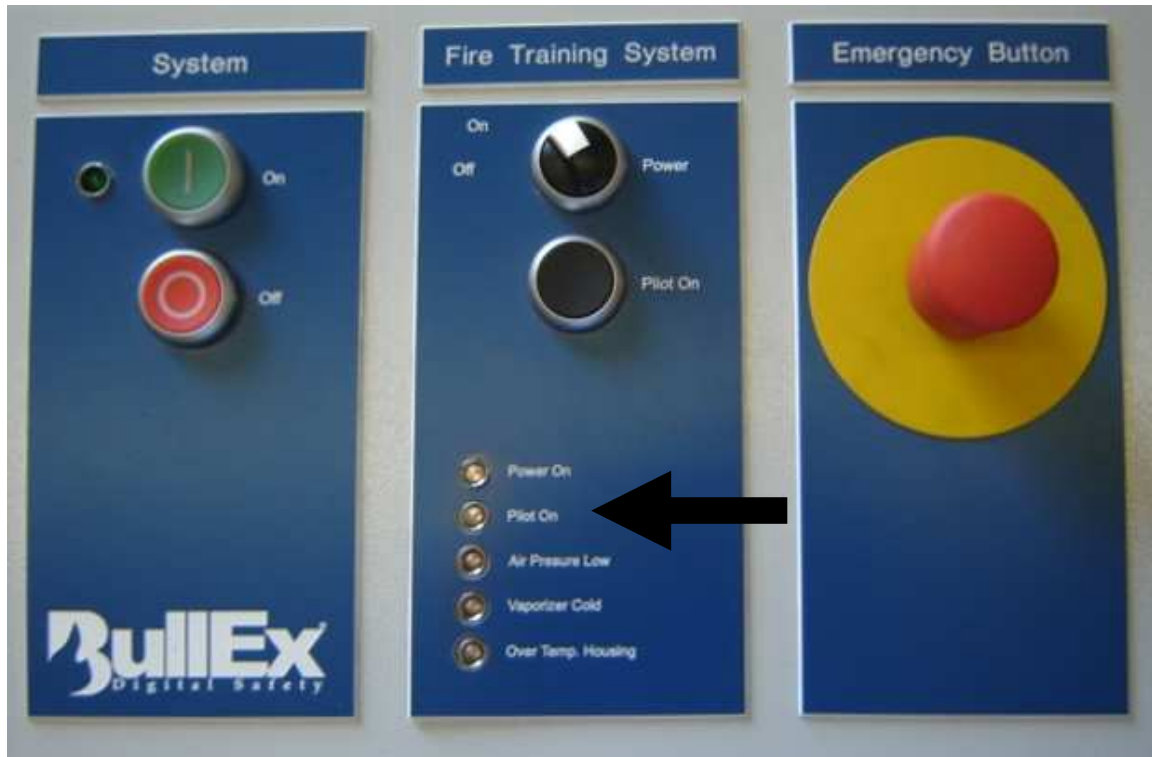 System
On
Off
BullEx
Digital Safety
Fire Training System
On
Off
Power
Pilot On
Power On
Pilot On
Air Presure Low
Vaporizer Cold
Over Temp. Housing
Emergency Button